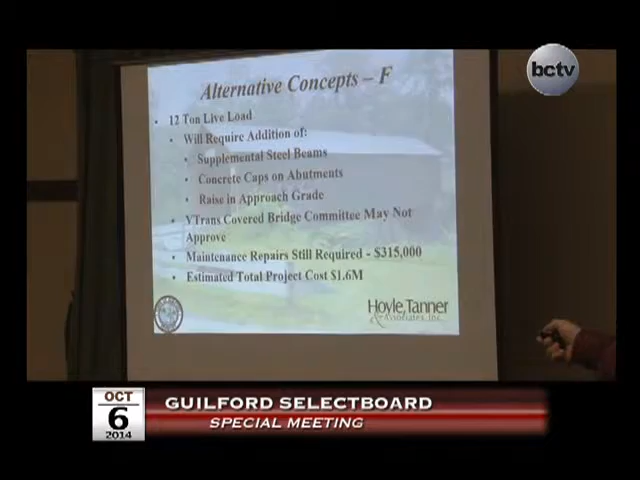 bctv
Alternative Concepts – F
• 12 Ton Live Load
• Will Require Addition of:
• Supplemental Steel Beams
• Concrete Caps on Abutments
• Raise in Approach Grade
• VTrans Covered Bridge Committee May Not
Approve
• Maintenance Repairs Still Required - $315,000
• Estimated Total Project Cost $1.6M
Hoyle, Tanner
& Associates, Inc.
OCT
6
2014
GUILFORD SELECTBOARD
SPECIAL MEETING